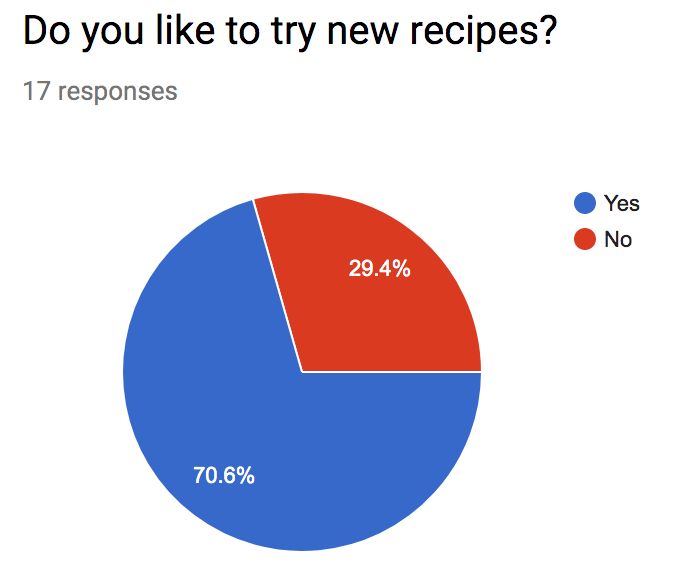 Do you like to try new recipes?
17 responses
Yes
No
29.4%
70.6%